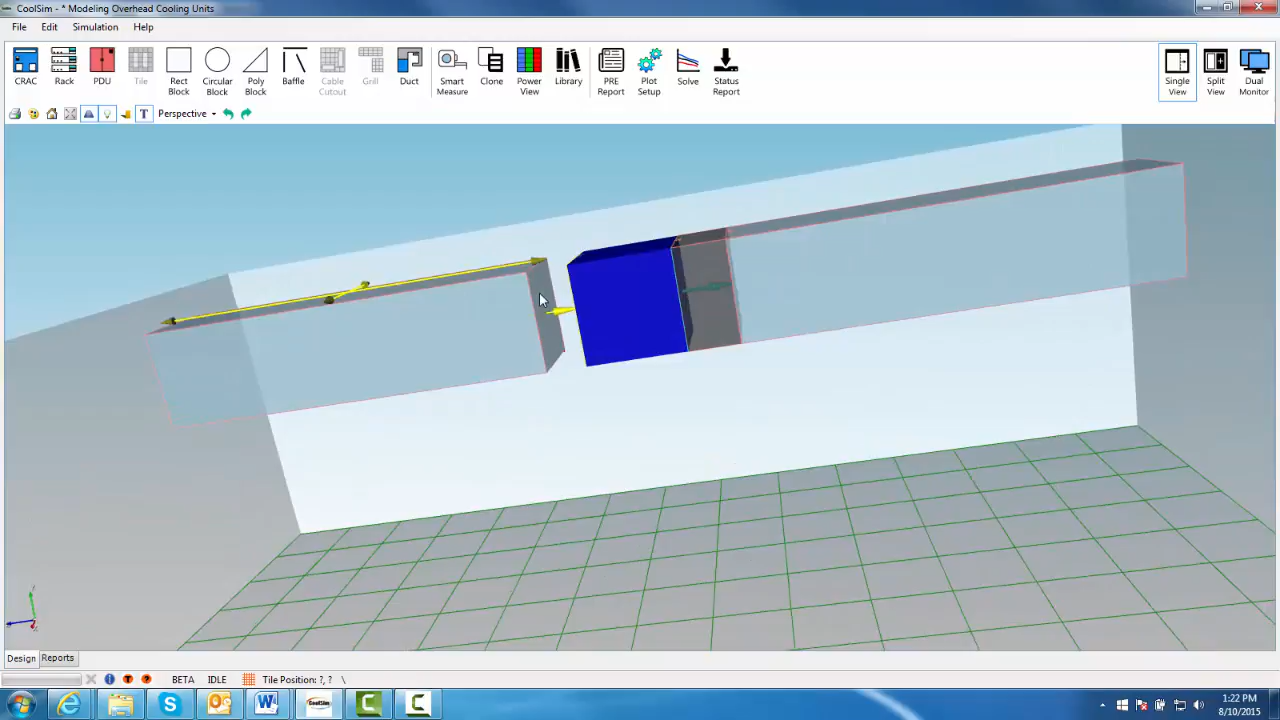 CoolSim - * Modeling Overhead Cooling Units
File Edit Simulation Help
CRAC Rack PDU Tile Rect Block Circular Block Poly Block Baffle Cable Cutout Grill Duct Smart Measure Clone Power View Library PRE Report Plot Setup Solve Status Report Single View Split View Dual Monitor
T Perspective
Design Reports
BETA IDLE Tile Position: ?, ? \
1:22 PM
8/10/2015